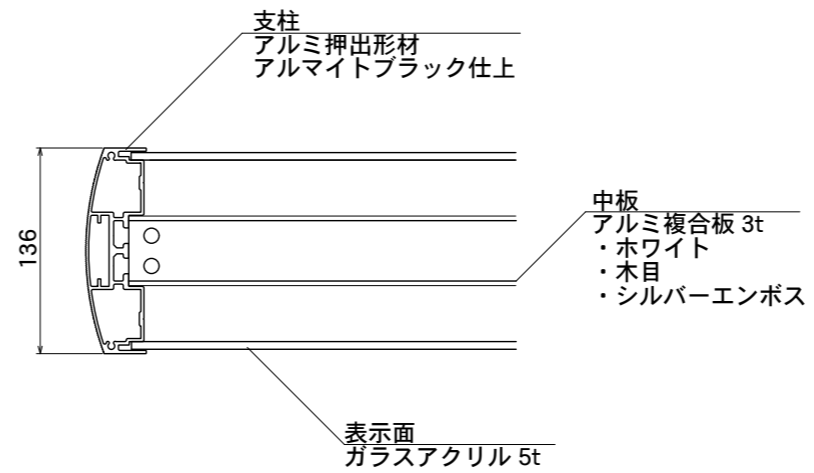 支柱
アルミ押出形材
アルマイトブラック仕上
136
中板
アルミ複合板 3t
・ホワイト
・木目
・シルバーエンボス
表示面
ガラスアクリル 5t